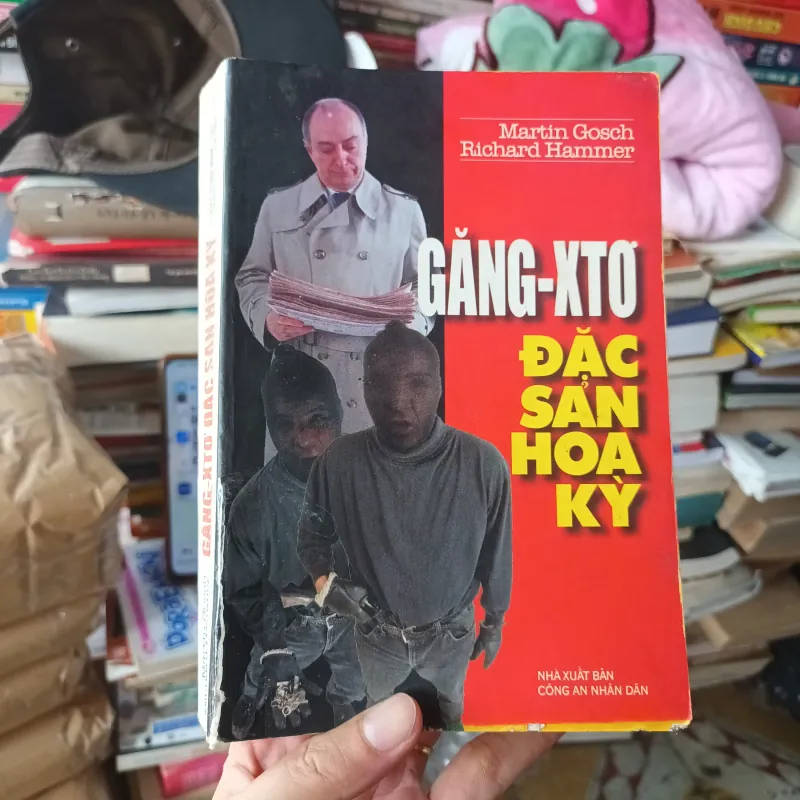 Martin Gosch
Richard Hammer
GĂNG-XTƠ
ĐẶC
SẢN
HOA
KỲ
NHÀ XUẤT BẢN
CÔNG AN NHÂN DÂN
GĂNG-XTƠ ĐẶC SẢN HOA KỲ